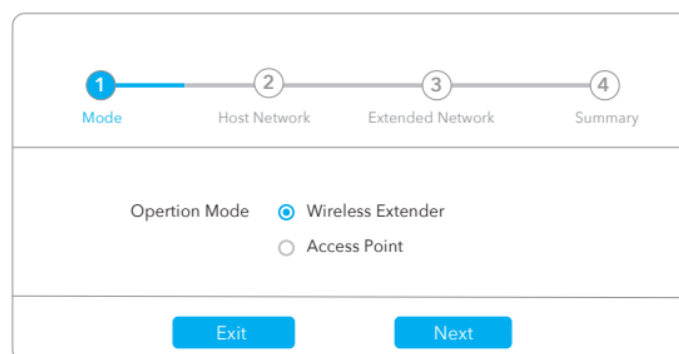 1 2 3 4
Mode Host Network Extended Network Summary
Opertion Mode Wireless Extender
Access Point
Exit Next